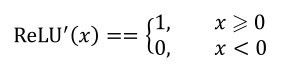 ReLU′(x) == {1, x ⩾ 0
0, x < 0